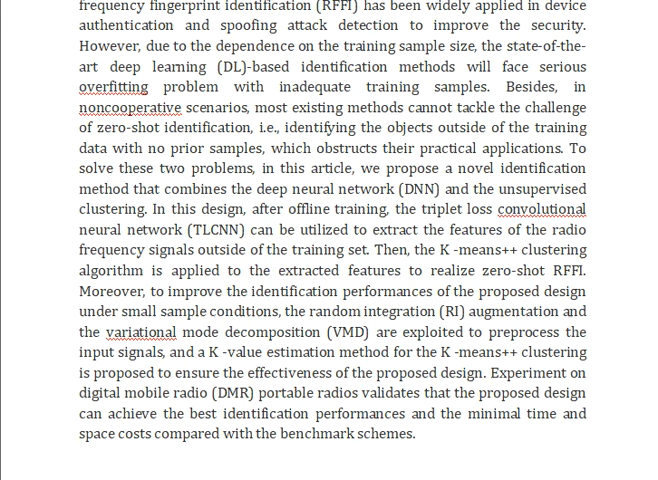 frequency fingerprint identification (RFFI) has been widely applied in device
authentication and spoofing attack detection to improve the security.
However, due to the dependence on the training sample size, the state-of-the-
art deep learning (DL)-based identification methods will face serious
overfitting problem with inadequate training samples. Besides, in
noncooperative scenarios, most existing methods cannot tackle the challenge
of zero-shot identification, i.e., identifying the objects outside of the training
data with no prior samples, which obstructs their practical applications. To
solve these two problems, in this article, we propose a novel identification
method that combines the deep neural network (DNN) and the unsupervised
clustering. In this design, after offline training, the triplet loss convolutional
neural network (TLCNN) can be utilized to extract the features of the radio
frequency signals outside of the training set. Then, the K -means++ clustering
algorithm is applied to the extracted features to realize zero-shot RFFI.
Moreover, to improve the identification performances of the proposed design
under small sample conditions, the random integration (RI) augmentation and
the variational mode decomposition (VMD) are exploited to preprocess the
input signals, and a K -value estimation method for the K -means++ clustering
is proposed to ensure the effectiveness of the proposed design. Experiment on
digital mobile radio (DMR) portable radios validates that the proposed design
can achieve the best identification performances and the minimal time and
space costs compared with the benchmark schemes.